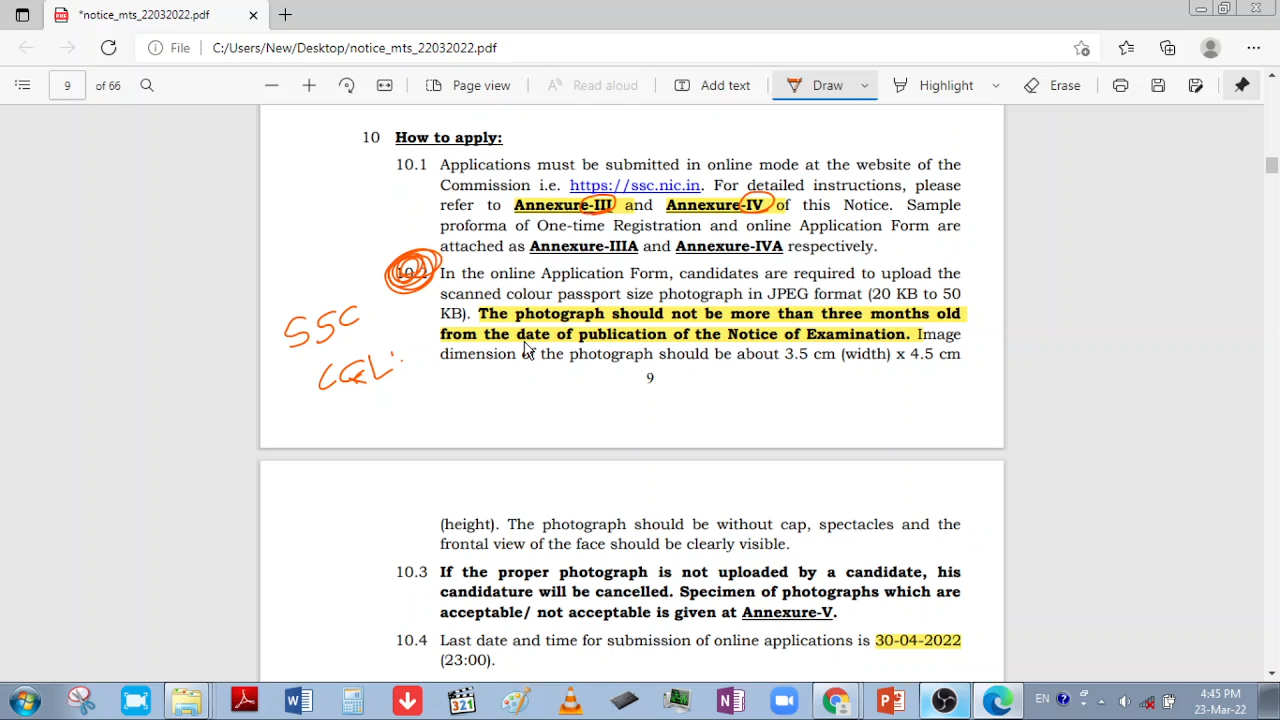 *notice_mts_22032022.pdf
File C:/Users/New/Desktop/notice_mts_22032022.pdf
9 of 66 Page view Read aloud Add text Draw Highlight Erase
10 How to apply:
10.1 Applications must be submitted in online mode at the website of the
Commission i.e. https://ssc.nic.in. For detailed instructions, please
refer to Annexure-III and Annexure-IV of this Notice. Sample
proforma of One-time Registration and online Application Form are
attached as Annexure-IIIA and Annexure-IVA respectively.
10.2 In the online Application Form, candidates are required to upload the
scanned colour passport size photograph in JPEG format (20 KB to 50
KB). The photograph should not be more than three months old
from the date of publication of the Notice of Examination. Image
dimension of the photograph should be about 3.5 cm (width) x 4.5 cm
SSC
CGL
9
(height). The photograph should be without cap, spectacles and the
frontal view of the face should be clearly visible.
10.3 If the proper photograph is not uploaded by a candidate, his
candidature will be cancelled. Specimen of photographs which are
acceptable/ not acceptable is given at Annexure-V.
10.4 Last date and time for submission of online applications is 30-04-2022
(23:00).
EN 4:45 PM
23-Mar-22